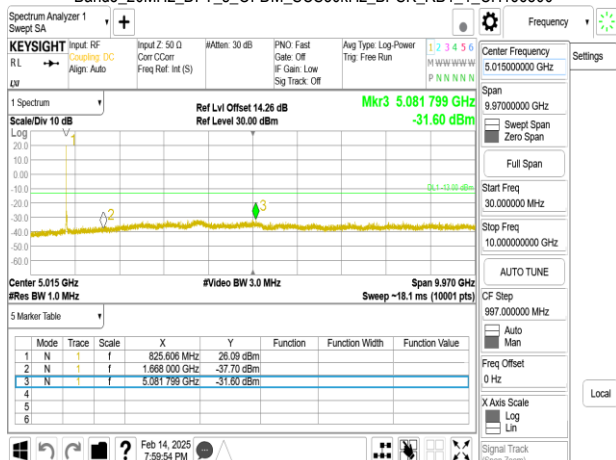 Spectrum Analyzer 1
Swept SA
Frequency
Settings
KEYSIGHT
Input: RF
Coupling: DC
Align: Auto
Input Z: 50 Ω
Corr CCorr
Freq Ref: Int (S)
#Atten: 30 dB
PNO: Fast
Gate: Off
IF Gain: Low
Sig Track: Off
Avg Type: Log-Power
Trig: Free Run
1 2 3 4 5 6
M W W W W W
P N N N N N
RL
LXI
1 Spectrum
Scale/Div 10 dB
Log
Ref Lvl Offset 14.26 dB
Ref Level 30.00 dBm
Mkr3 5.081 799 GHz
-31.60 dBm
20.0
10.0
0.00
-10.0
-20.0
-30.0
-40.0
-50.0
-60.0
1
2
3
DL1 -13.00 dBm
Center 5.015 GHz
#Res BW 1.0 MHz
#Video BW 3.0 MHz
Span 9.970 GHz
Sweep ~18.1 ms (10001 pts)
5 Marker Table
Mode Trace Scale X Y Function Function Width Function Value
1 N 1 f 825.606 MHz 26.09 dBm
2 N 1 f 1.668 000 GHz -37.70 dBm
3 N 1 f 5.081 799 GHz -31.60 dBm
4
5
6
Feb 14, 2025
7:59:54 PM
Center Frequency
5.015000000 GHz
Span
9.97000000 GHz
Swept Span
Zero Span
Full Span
Start Freq
30.000000 MHz
Stop Freq
10.000000000 GHz
AUTO TUNE
CF Step
997.000000 MHz
Auto
Man
Freq Offset
0 Hz
X Axis Scale
Log
Lin
Signal Track
(Span Zoom)
Local